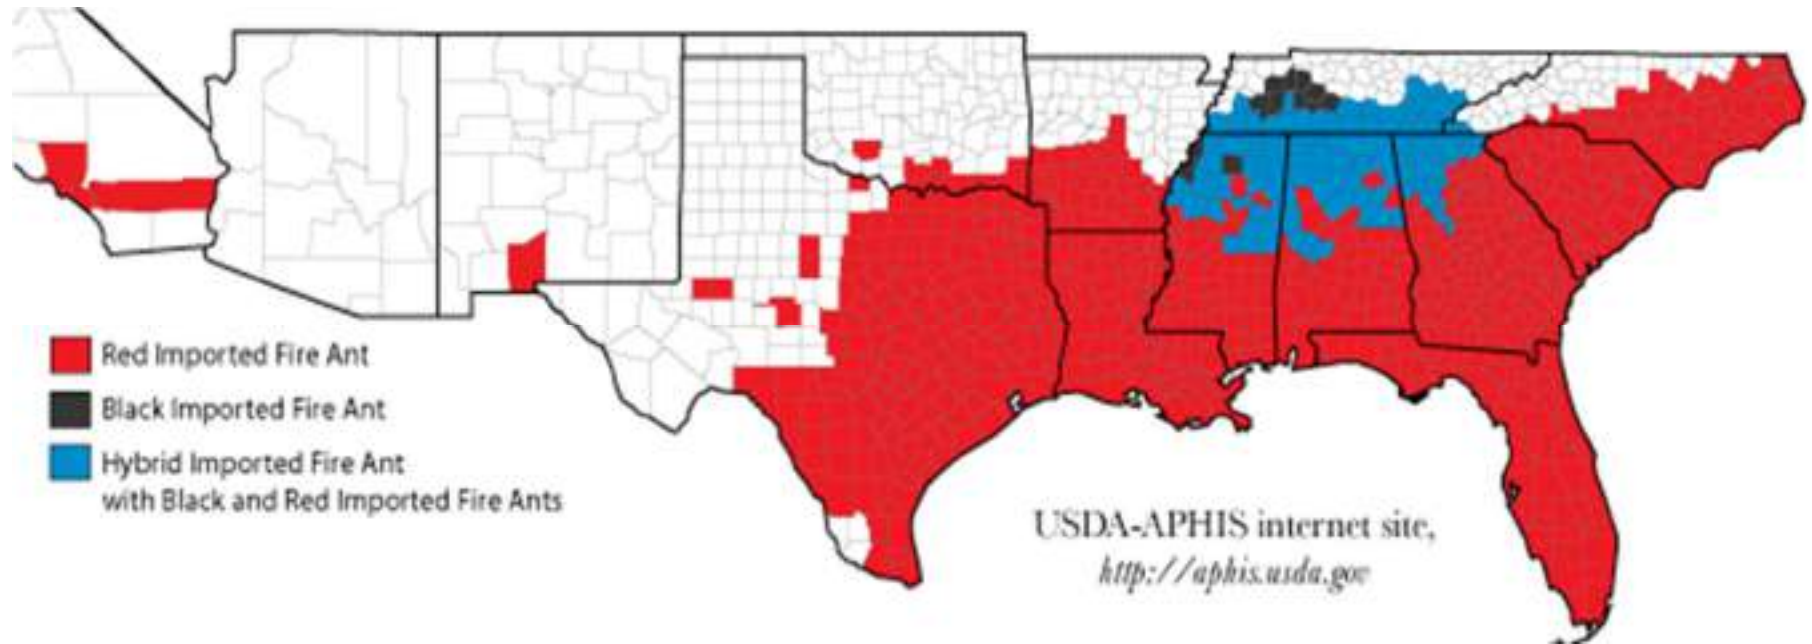 Red Imported Fire Ant
Black Imported Fire Ant
Hybrid Imported Fire Ant
with Black and Red Imported Fire Ants
USDA-APHIS internet site,
http://aphis.usda.gov